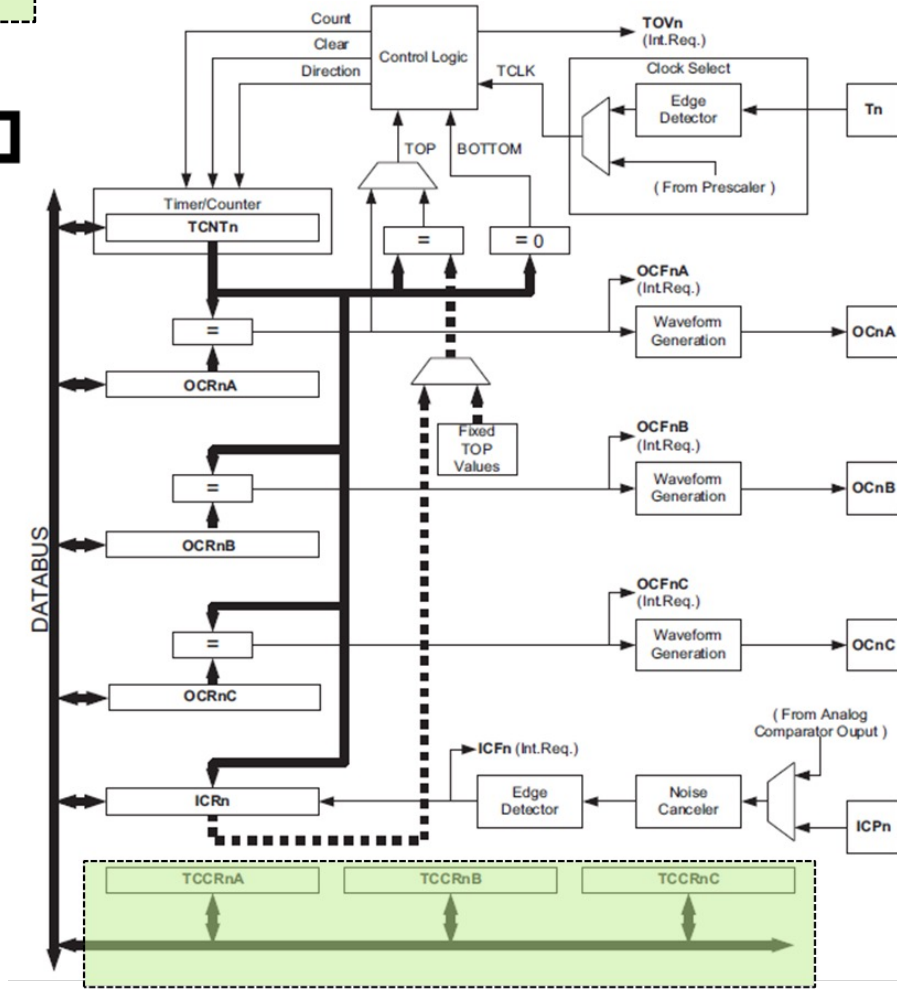 Count
Clear
Direction
Control Logic
TOVn
(Int.Req.)
TCLK
Clock Select
Edge
Detector
Tn
( From Prescaler )
TOP
BOTTOM
Timer/Counter
TCNTn
=
= 0
OCFnA
(Int.Req.)
=
Waveform
Generation
OCnA
OCRnA
Fixed
TOP
Values
OCFnB
(Int.Req.)
=
Waveform
Generation
OCnB
OCRnB
DATABUS
OCFnC
(Int.Req.)
=
Waveform
Generation
OCnC
OCRnC
( From Analog
Comparator Ouput )
ICFn (Int.Req.)
ICRn
Edge
Detector
Noise
Canceler
ICPn
TCCRnA
TCCRnB
TCCRnC